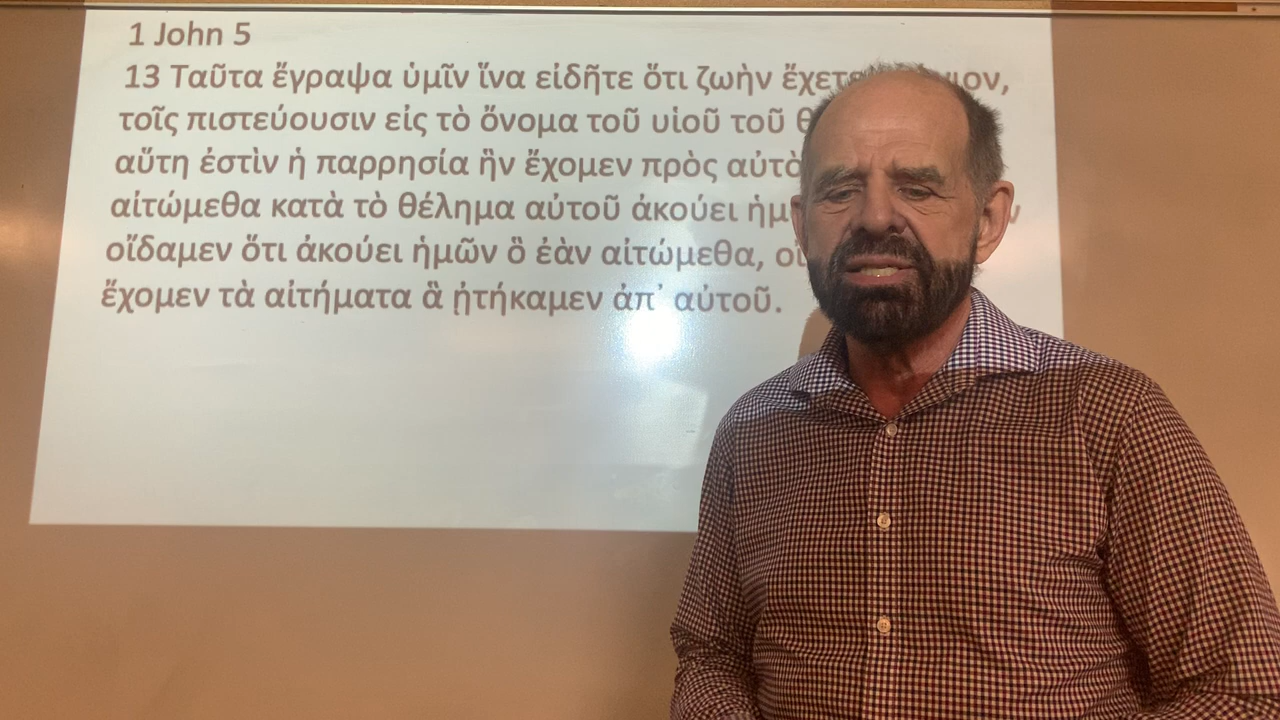 1 John 5
13 Ταῦτα ἔγραψα ὑμῖν ἵνα εἰδῆτε ὅτι ζωὴν
τοῖς πιστεύουσιν εἰς τὸ ὄνομα τοῦ υἱοῦ τοῦ
αὕτη ἐστὶν ἡ παρρησία ἣν ἔχομεν πρὸς
αἰτώμεθα κατὰ τὸ θέλημα αὐτοῦ ἀκούει
οἴδαμεν ὅτι ἀκούει ἡμῶν ὃ ἐὰν αἰτώμεθα,
ἔχομεν τὰ αἰτήματα ἃ ᾐτήκαμεν ἀπ᾽ αὐτοῦ.